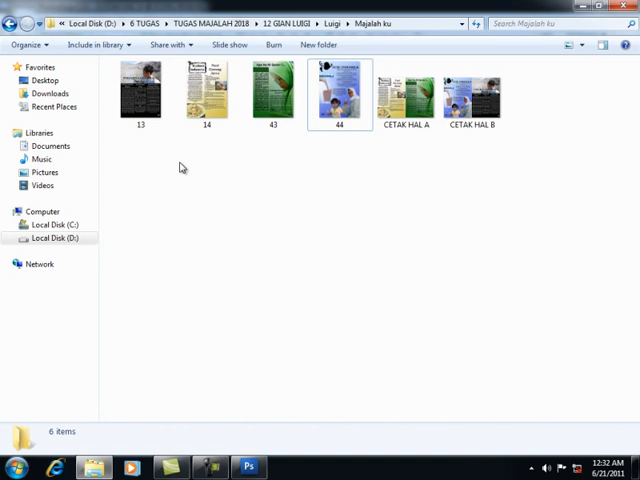 « Local Disk (D:) ▸ 6 TUGAS ▸ TUGAS MAJALAH 2018 ▸ 12 GIAN LUIGI ▸ Luigi ▸ Majalah ku
Search Majalah ku
Organize Include in library Share with Slide show Burn New folder
Favorites
Desktop
Downloads
Recent Places
Libraries
Documents
Music
Pictures
Videos
Computer
Local Disk (C:)
Local Disk (D:)
Network
13 14 43 44 CETAK HAL A CETAK HAL B
6 items
Ps
12:32 AM
6/21/2011